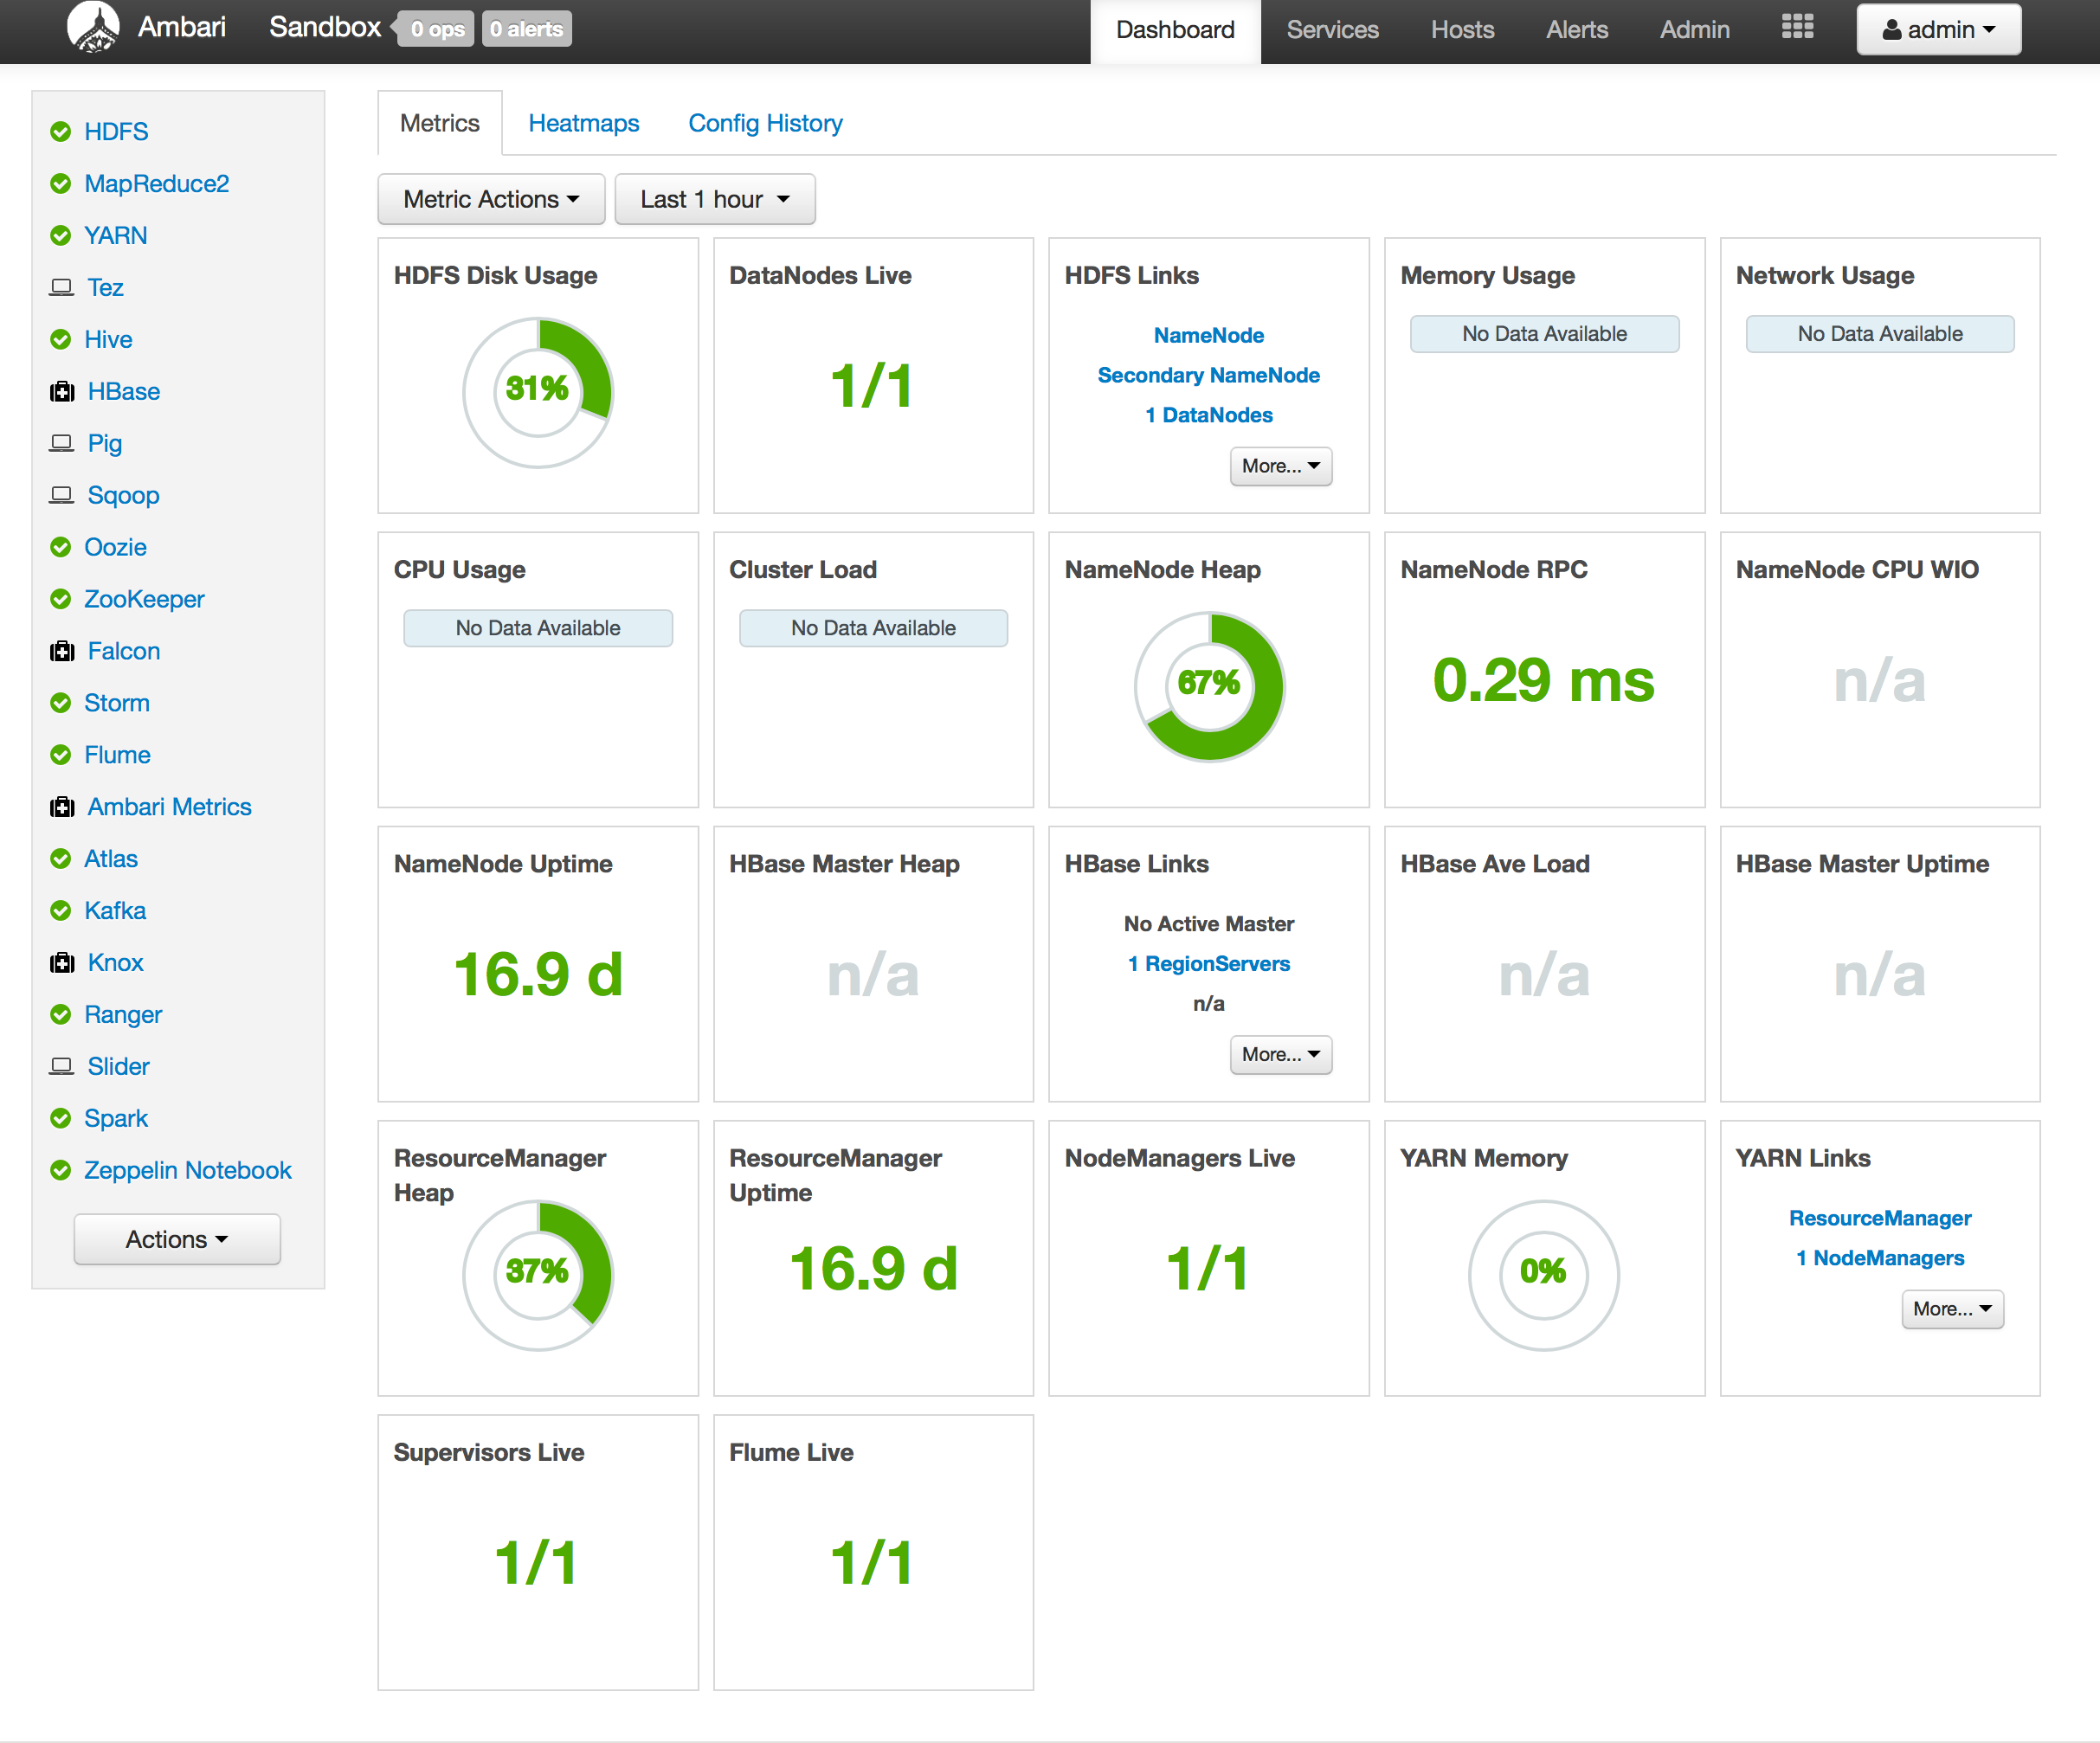 Ambari Sandbox 0 ops 0 alerts Dashboard Services Hosts Alerts Admin admin
HDFS
MapReduce2
YARN
Tez
Hive
HBase
Pig
Sqoop
Oozie
ZooKeeper
Falcon
Storm
Flume
Ambari Metrics
Atlas
Kafka
Knox
Ranger
Slider
Spark
Zeppelin Notebook
Actions
Metrics Heatmaps Config History
Metric Actions Last 1 hour
HDFS Disk Usage
31%
DataNodes Live
1/1
HDFS Links
NameNode
Secondary NameNode
1 DataNodes
More...
Memory Usage
No Data Available
Network Usage
No Data Available
CPU Usage
No Data Available
Cluster Load
No Data Available
NameNode Heap
67%
NameNode RPC
0.29 ms
NameNode CPU WIO
n/a
NameNode Uptime
16.9 d
HBase Master Heap
n/a
HBase Links
No Active Master
1 RegionServers
n/a
More...
HBase Ave Load
n/a
HBase Master Uptime
n/a
ResourceManager
Heap
37%
ResourceManager
Uptime
16.9 d
NodeManagers Live
1/1
YARN Memory
0%
YARN Links
ResourceManager
1 NodeManagers
More...
Supervisors Live
1/1
Flume Live
1/1